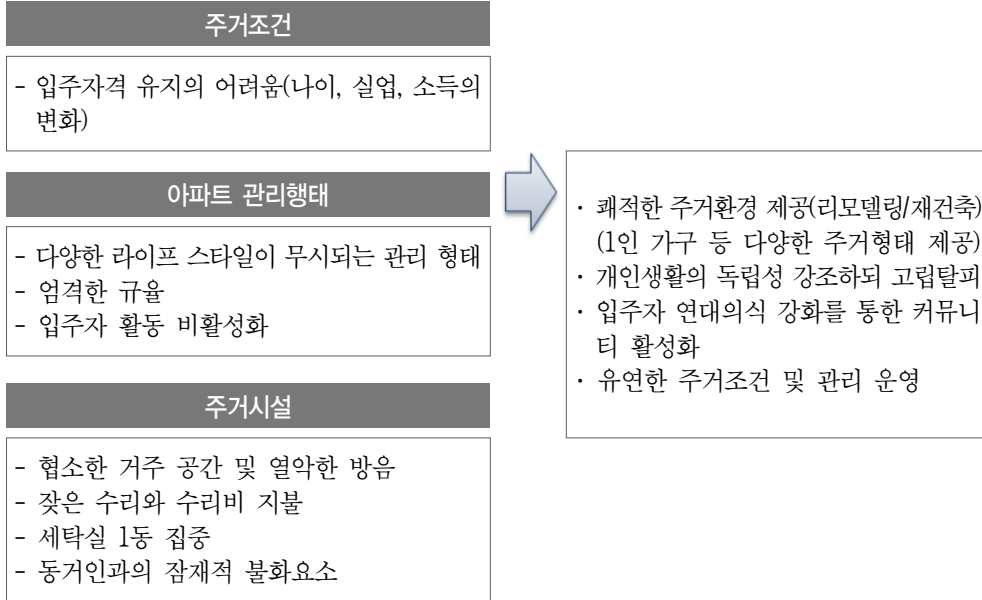 주거조건
- 입주자격 유지의 어려움(나이, 실업, 소득의
변화)
아파트 관리행태
- 다양한 라이프 스타일이 무시되는 관리 형태
- 엄격한 규율
- 입주자 활동 비활성화
주거시설
- 협소한 거주 공간 및 열악한 방음
- 잦은 수리와 수리비 지불
- 세탁실 1동 집중
- 동거인과의 잠재적 불화요소
· 쾌적한 주거환경 제공(리모델링/재건축)
(1인 가구 등 다양한 주거형태 제공)
· 개인생활의 독립성 강조하되 고립탈피
· 입주자 연대의식 강화를 통한 커뮤니
티 활성화
· 유연한 주거조건 및 관리 운영